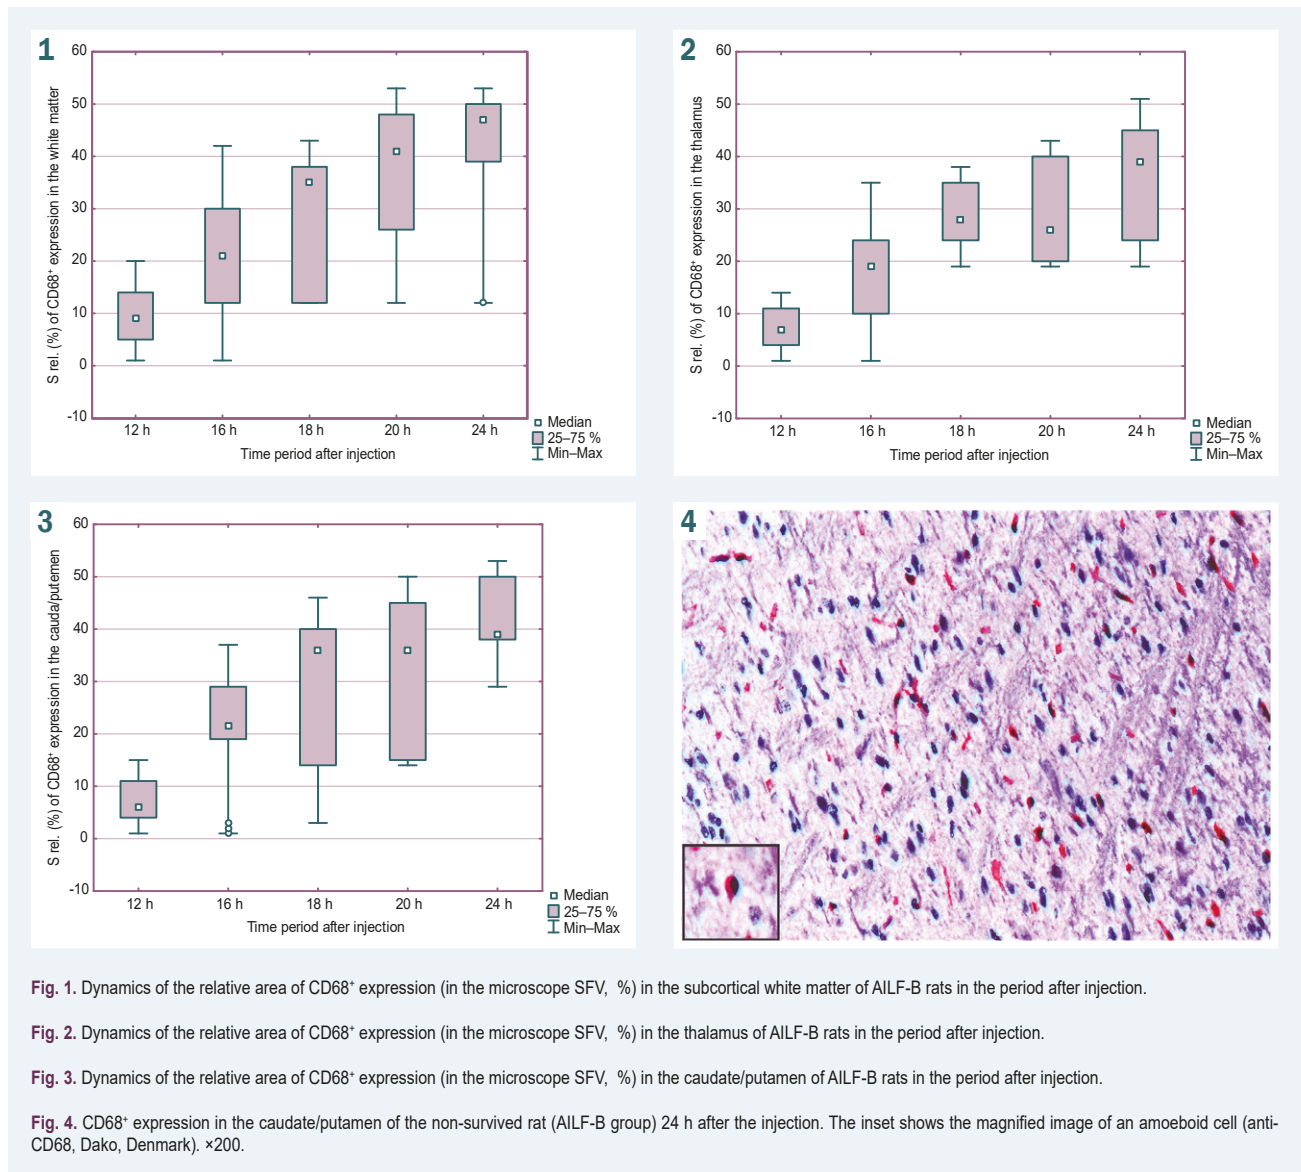 1
60
50
40
30
20
10
0
-10
S rel. (%) of CD68⁺ expression in the white matter
12 h 16 h 18 h 20 h 24 h
Time period after injection
Median
25–75 %
Min–Max
2
60
50
40
30
20
10
0
-10
S rel. (%) of CD68⁺ expression in the thalamus
12 h 16 h 18 h 20 h 24 h
Time period after injection
Median
25–75 %
Min–Max
3
60
50
40
30
20
10
0
-10
S rel. (%) of CD68⁺ expression in the cauda/putamen
12 h 16 h 18 h 20 h 24 h
Time period after injection
Median
25–75 %
Min–Max
4
Fig. 1. Dynamics of the relative area of CD68⁺ expression (in the microscope SFV, %) in the subcortical white matter of AILF-B rats in the period after injection.
Fig. 2. Dynamics of the relative area of CD68⁺ expression (in the microscope SFV, %) in the thalamus of AILF-B rats in the period after injection.
Fig. 3. Dynamics of the relative area of CD68⁺ expression (in the microscope SFV, %) in the caudate/putamen of AILF-B rats in the period after injection.
Fig. 4. CD68⁺ expression in the caudate/putamen of the non-survived rat (AILF-B group) 24 h after the injection. The inset shows the magnified image of an amoeboid cell (anti-
CD68, Dako, Denmark). ×200.